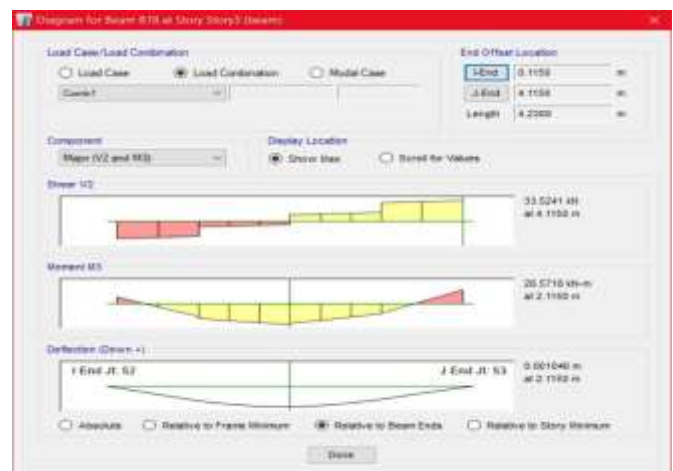 Diagram for Beam B78 at Story Story3 (beam)
Load Case/Load Combination
Load Case
Load Combination
Modal Case
Comb1
End Offset Location
I-End
0.1150
m
J-End
4.1150
m
Length
4.2300
m
Component
Major (V2 and M3)
Display Location
Show Max
Scroll for Values
Shear V2
33.5241 kN
at 4.1150 m
Moment M3
at 2.1150 m
Deflection (Down +)
I End Jt: 52
J End Jt: 53
0.001046 m
at 2.1150 m
Absolute
Relative to Frame Minimum
Relative to Beam Ends
Relative to Story Minimum
Done